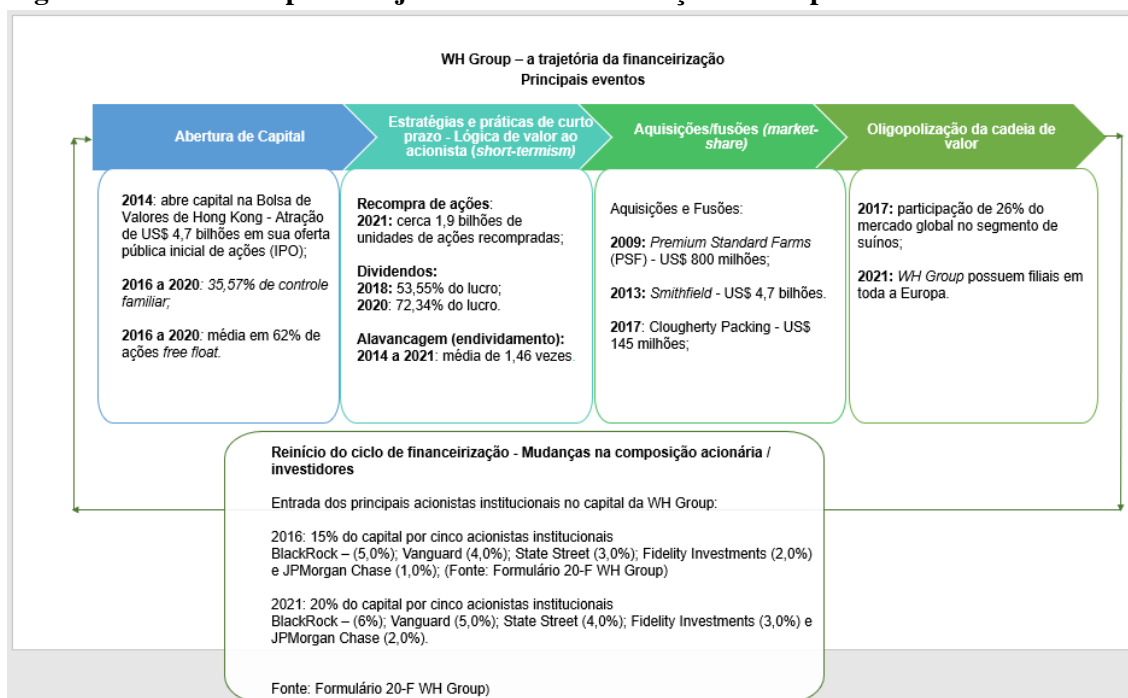 WH Group – a trajetória da financeirização
Principais eventos
Abertura de Capital
Estratégias e práticas de curto
prazo - Lógica de valor ao
acionista (short-termism)
Aquisições/fusões (market-
share)
Oligopolização da cadeia de
valor
2014: abre capital na Bolsa de
Valores de Hong Kong - Atração
de US$ 4,7 bilhões em sua oferta
pública inicial de ações (IPO);
2016 a 2020: 35,57% de controle
familiar;
2016 a 2020: média em 62% de
ações free float.
Recompra de ações:
2021: cerca 1,9 bilhões de
unidades de ações recompradas;
Dividendos:
2018: 53,55% do lucro;
2020: 72,34% do lucro.
Alavancagem (endividamento):
2014 a 2021: média de 1,46 vezes.
Aquisições e Fusões:
2009: Premium Standard Farms
(PSF) - US$ 800 milhões;
2013: Smithfield - US$ 4,7 bilhões.
2017: Clougherty Packing - US$
145 milhões;
2017: participação de 26% do
mercado global no segmento de
suínos;
2021: WH Group possuem filiais em
toda a Europa.
Reinício do ciclo de financeirização - Mudanças na composição acionária /
investidores
Entrada dos principais acionistas institucionais no capital da WH Group:
2016: 15% do capital por cinco acionistas institucionais
BlackRock – (5,0%); Vanguard (4,0%); State Street (3,0%); Fidelity Investments (2,0%)
e JPMorgan Chase (1,0%); (Fonte: Formulário 20-F WH Group)
2021: 20% do capital por cinco acionistas institucionais
BlackRock – (6%); Vanguard (5,0%); State Street (4,0%); Fidelity Investments (3,0%) e
JPMorgan Chase (2,0%).
Fonte: Formulário 20-F WH Group)